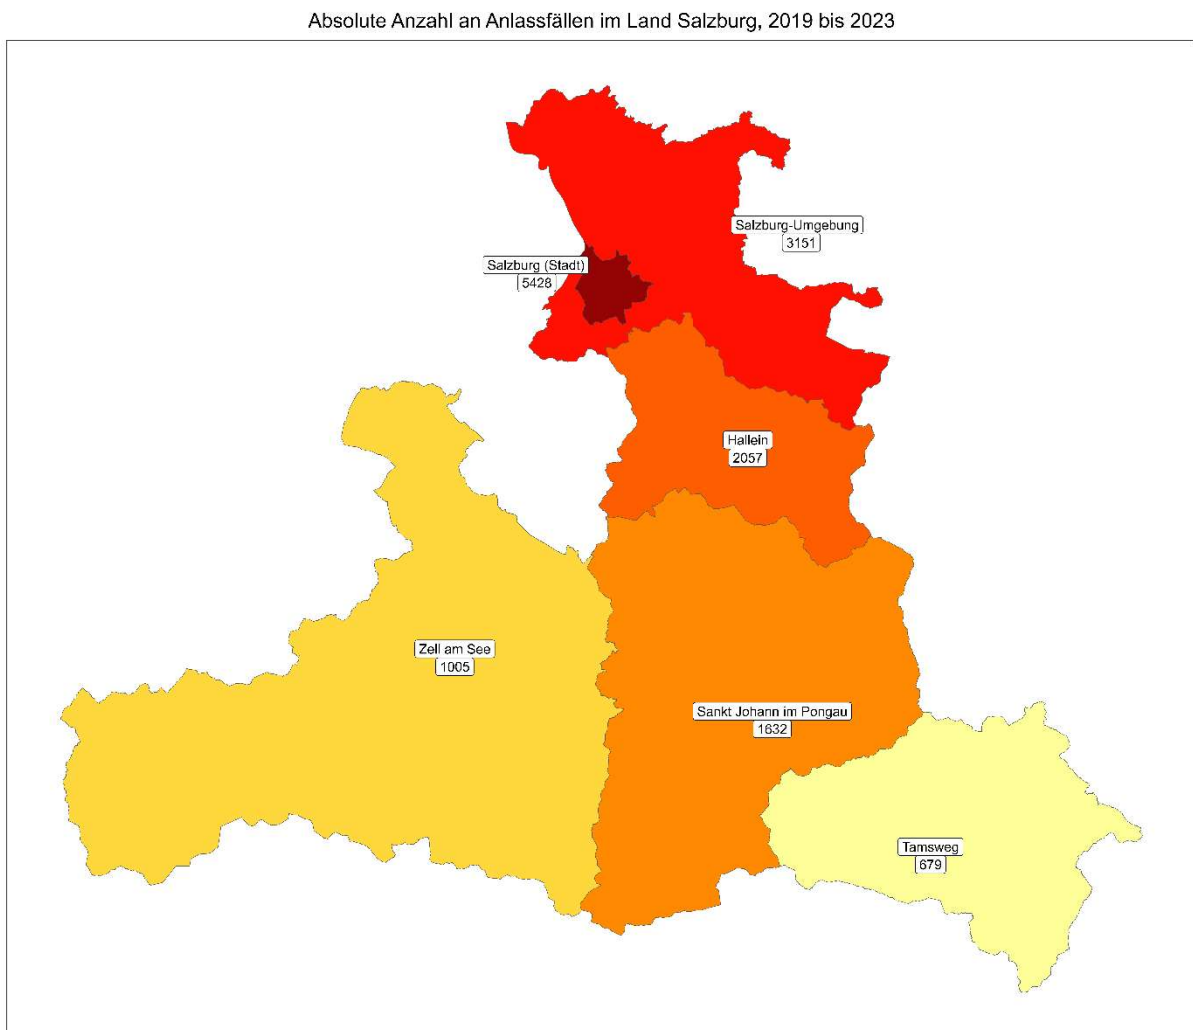 Absolute Anzahl an Anlassfällen im Land Salzburg, 2019 bis 2023
Salzburg-Umgebung
3151
Salzburg (Stadt)
5428
Hallein
2057
Zell am See
1005
Sankt Johann im Pongau
1632
Tamsweg
679